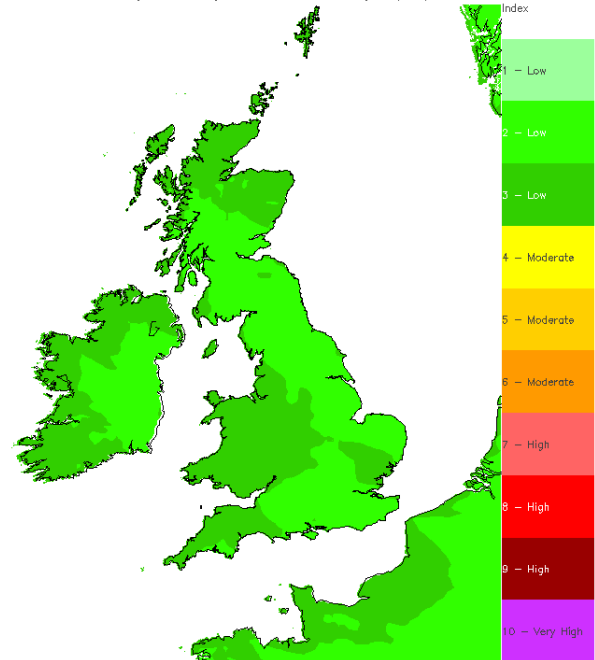 Index
1 - Low
2 - Low
3 - Low
4 - Moderate
5 - Moderate
6 - Moderate
7 - High
8 - High
9 - High
10 - Very High